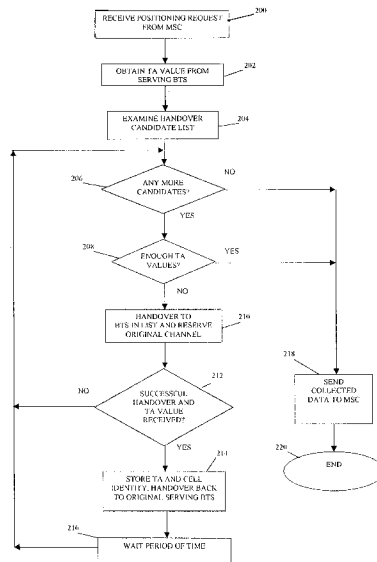 RECEIVE POSITIONING REQUEST
FROM MSC
200
OBTAIN TA VALUE FROM
SERVING BTS
202
EXAMINE HANDOVER
CANDIDATE LIST
204
206
ANY MORE
CANDIDATES?
NO
YES
208
ENOUGH TA
VALUES?
YES
NO
HANDOVER TO
BTS IN LIST AND RESERVE
ORIGINAL CHANNEL
210
212
NO
SUCCESSFUL
HANDOVER AND
TA VALUE
RECEIVED?
YES
218
SEND
COLLECTED
DATA TO MSC
220
END
STORE TA AND CELL
IDENTITY, HANDOVER BACK
TO ORIGINAL SERVING BTS
214
216
WAIT PERIOD OF TIME